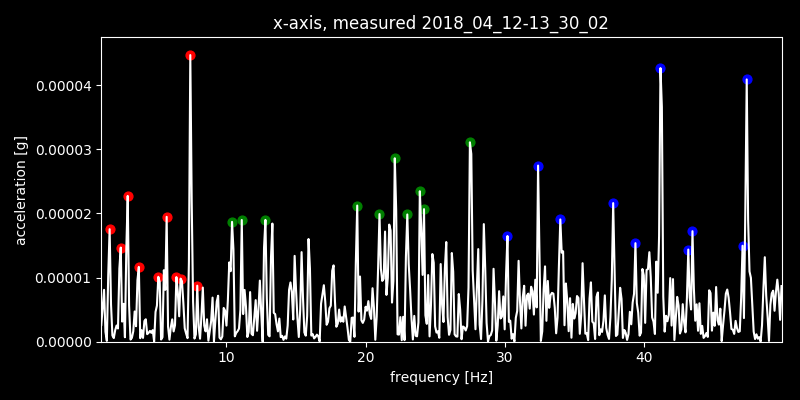 x-axis, measured 2018_04_12-13_30_02
acceleration [g]
0.00004
0.00003
0.00002
0.00001
0.00000
10 20 30 40
frequency [Hz]